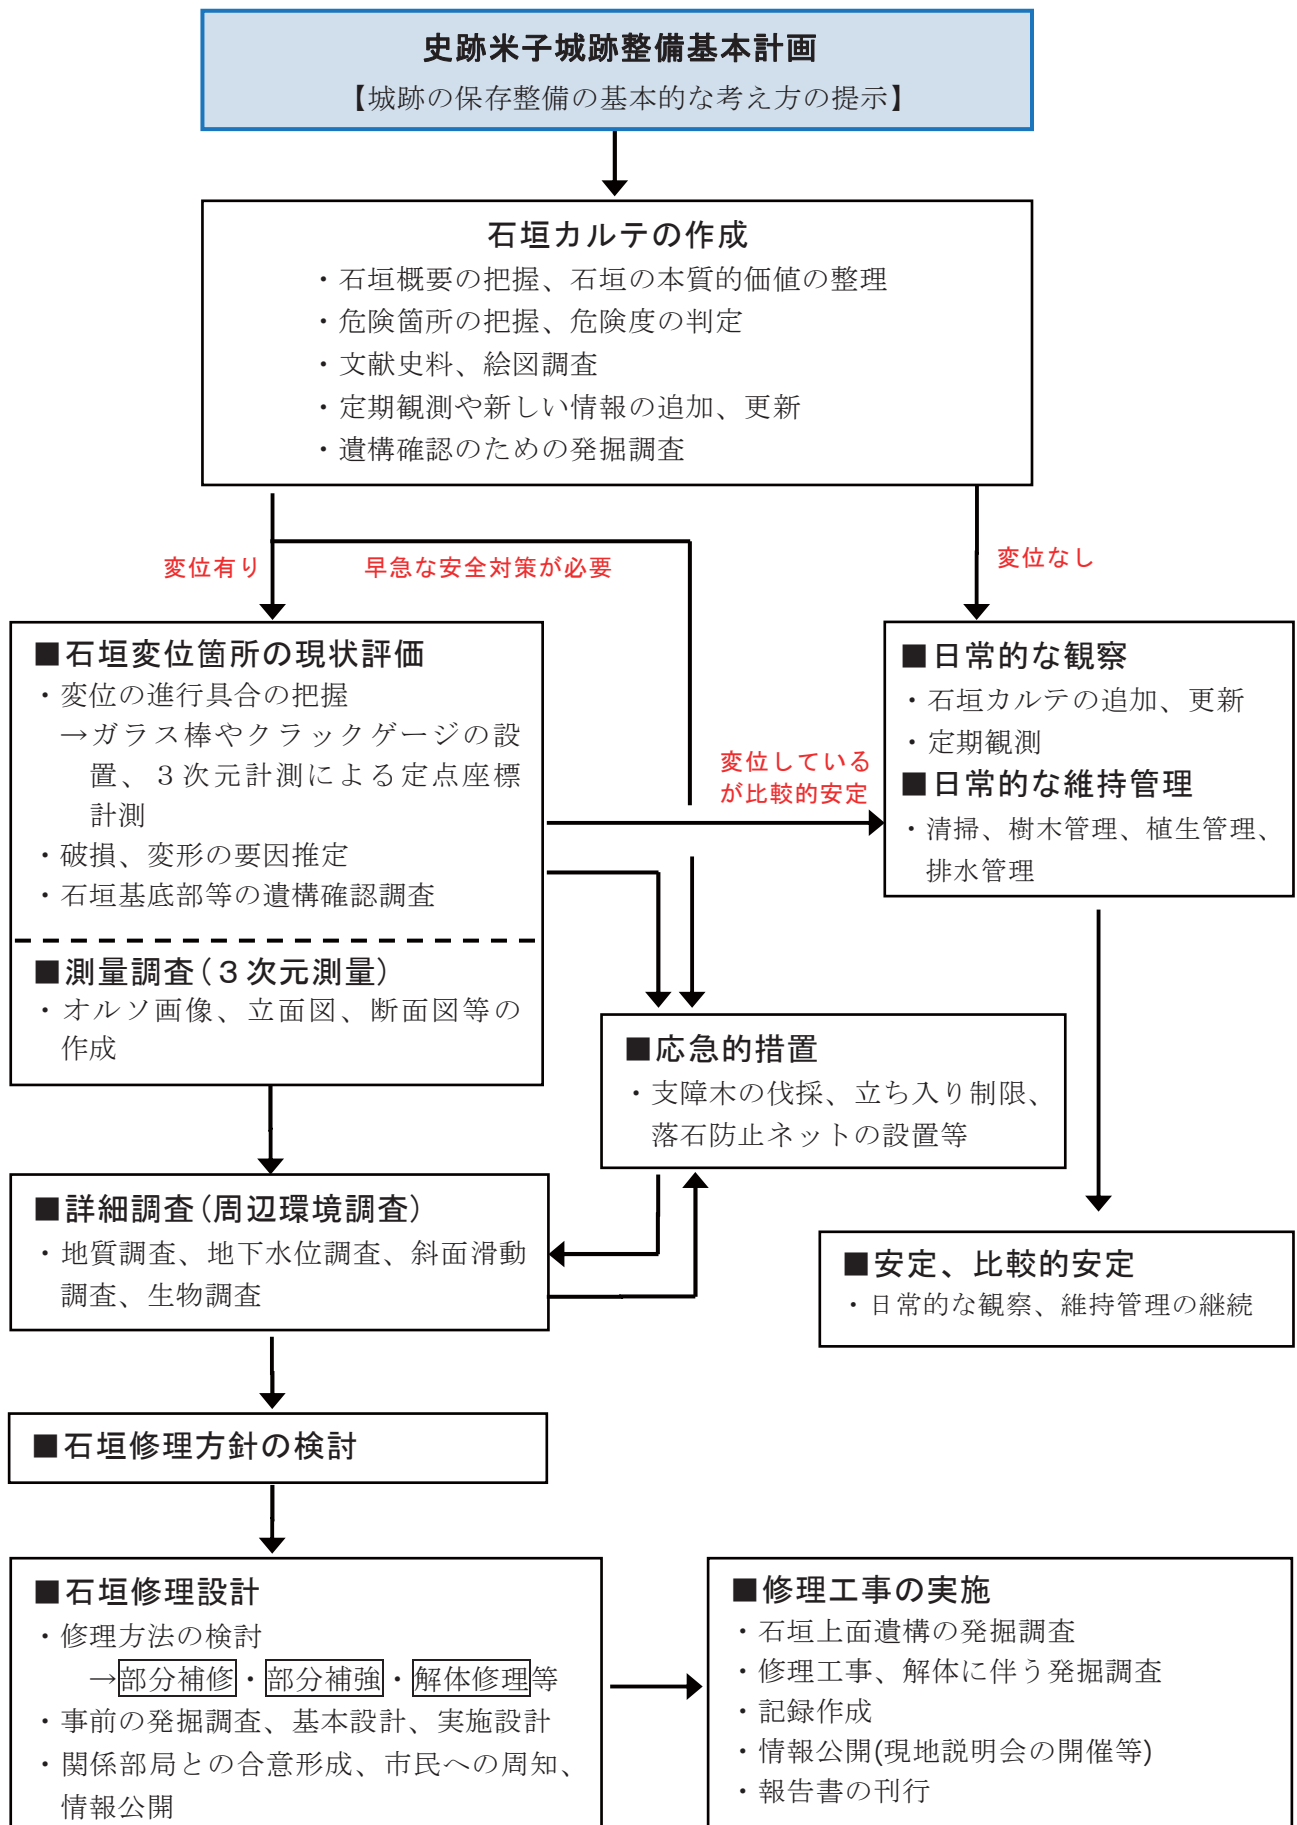 史跡米子城跡整備基本計画
【城跡の保存整備の基本的な考え方の提示】
石垣カルテの作成
・石垣概要の把握、石垣の本質的価値の整理
・危険箇所の把握、危険度の判定
・文献史料、絵図調査
・定期観測や新しい情報の追加、更新
・遺構確認のための発掘調査
変位有り
早急な安全対策が必要
変位なし
■石垣変位箇所の現状評価
・変位の進行具合の把握
→ガラス棒やクラックゲージの設
置、３次元計測による定点座標
計測
・破損、変形の要因推定
・石垣基底部等の遺構確認調査
■測量調査(３次元測量)
・オルソ画像、立面図、断面図等の
作成
変位している
が比較的安定
■日常的な観察
・石垣カルテの追加、更新
・定期観測
■日常的な維持管理
・清掃、樹木管理、植生管理、
排水管理
■応急的措置
・支障木の伐採、立ち入り制限、
落石防止ネットの設置等
■詳細調査(周辺環境調査)
・地質調査、地下水位調査、斜面滑動
調査、生物調査
■安定、比較的安定
・日常的な観察、維持管理の継続
■石垣修理方針の検討
■石垣修理設計
・修理方法の検討
→部分補修・部分補強・解体修理等
・事前の発掘調査、基本設計、実施設計
・関係部局との合意形成、市民への周知、
情報公開
■修理工事の実施
・石垣上面遺構の発掘調査
・修理工事、解体に伴う発掘調査
・記録作成
・情報公開(現地説明会の開催等)
・報告書の刊行